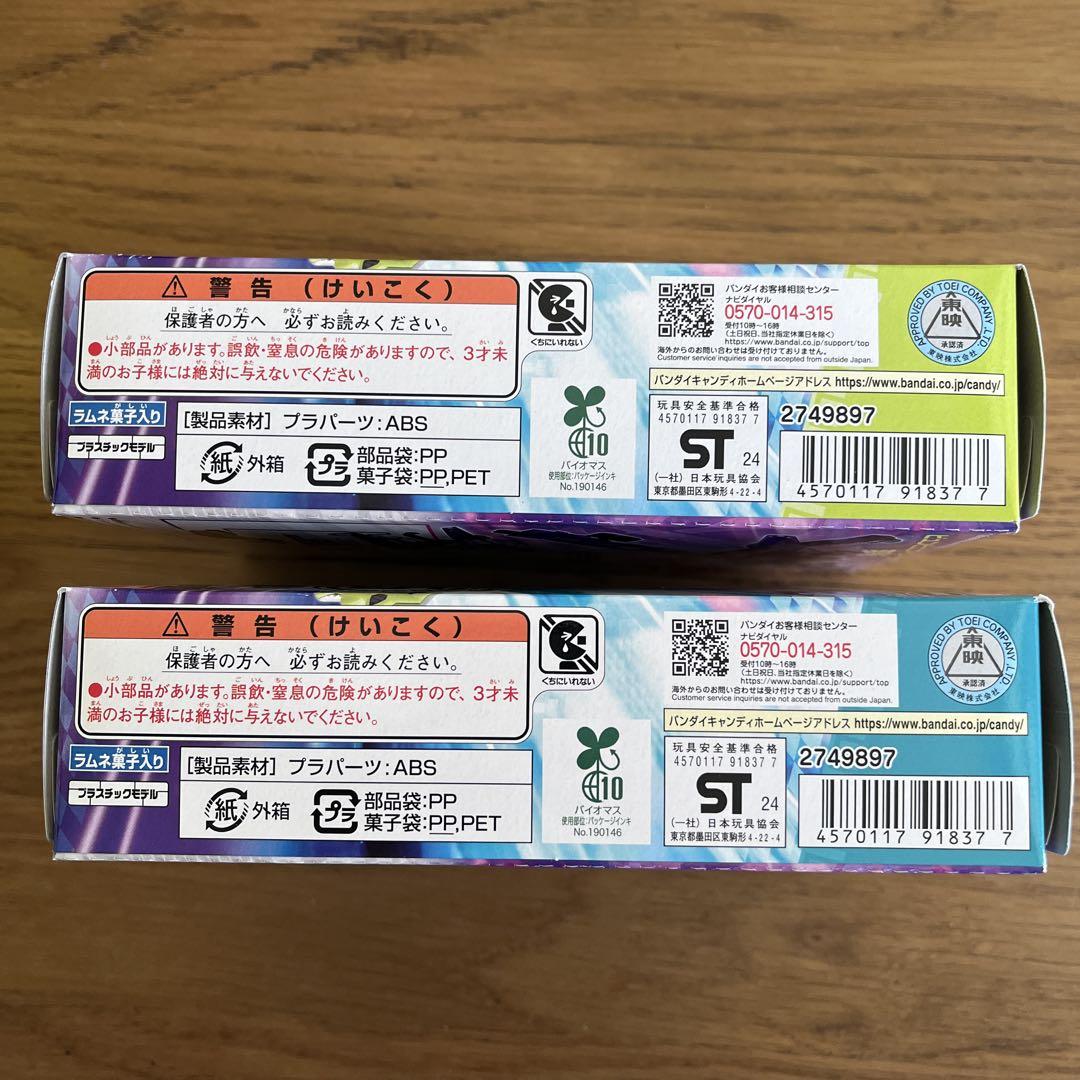 警告(けいこく)
保護者の方へ 必ずお読みください。
●小部品があります。誤飲・窒息の危険がありますので、3才未
満のお子様には絶対に与えないでください。
くちにいれない
ラムネ菓子入り
プラスチックモデル
[製品素材] プラパーツ:ABS
紙 外箱
プラ 部品袋:PP
菓子袋:PP,PET
10
バイオマス
使用部位:パッケージインキ
No.190146
バンダイお客様相談センター
ナビダイヤル
0570-014-315
受付10時〜16時
(土日祝日、当社指定休業日を除く)
https://www.bandai.co.jp/support/top
海外からのお問い合わせは受け付けておりません。
Customer service inquiries are not accepted from outside Japan.
APPROVED BY TOEI COMPANY, LTD.
東映
承認済
東映株式会社
バンダイキャンディホームページアドレス https://www.bandai.co.jp/candy/
玩具安全基準合格
4570117 91837 7
ST 24
(一社)日本玩具協会
東京都墨田区東駒形4-22-4
2749897
4570117 91837 7
警告(けいこく)
保護者の方へ 必ずお読みください。
●小部品があります。誤飲・窒息の危険がありますので、3才未
満のお子様には絶対に与えないでください。
くちにいれない
ラムネ菓子入り
プラスチックモデル
[製品素材] プラパーツ:ABS
紙 外箱
プラ 部品袋:PP
菓子袋:PP,PET
10
バイオマス
使用部位:パッケージインキ
No.190146
バンダイお客様相談センター
ナビダイヤル
0570-014-315
受付10時〜16時
(土日祝日、当社指定休業日を除く)
https://www.bandai.co.jp/support/top
海外からのお問い合わせは受け付けておりません。
Customer service inquiries are not accepted from outside Japan.
APPROVED BY TOEI COMPANY, LTD.
東映
承認済
東映株式会社
バンダイキャンディホームページアドレス https://www.bandai.co.jp/candy/
玩具安全基準合格
4570117 91837 7
ST 24
(一社)日本玩具協会
東京都墨田区東駒形4-22-4
2749897
4570117 91837 7